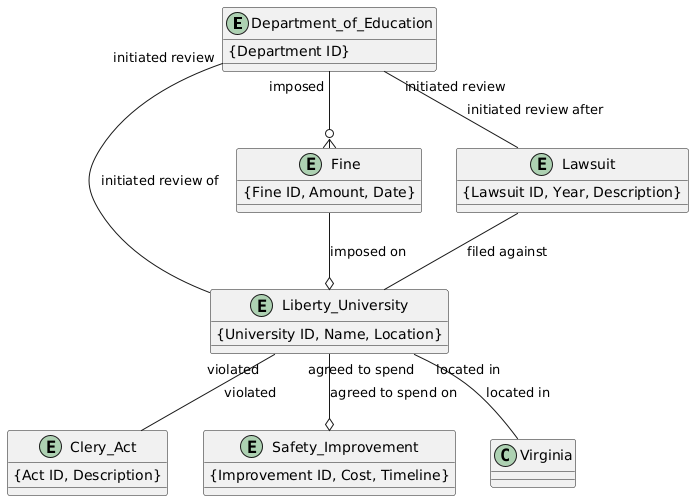 E Department_of_Education
{Department ID}
initiated review
imposed
initiated review
initiated review after
E Fine
{Fine ID, Amount, Date}
E Lawsuit
{Lawsuit ID, Year, Description}
initiated review of
imposed on
filed against
E Liberty_University
{University ID, Name, Location}
violated
agreed to spend
located in
violated
agreed to spend on
located in
E Clery_Act
{Act ID, Description}
E Safety_Improvement
{Improvement ID, Cost, Timeline}
C Virginia